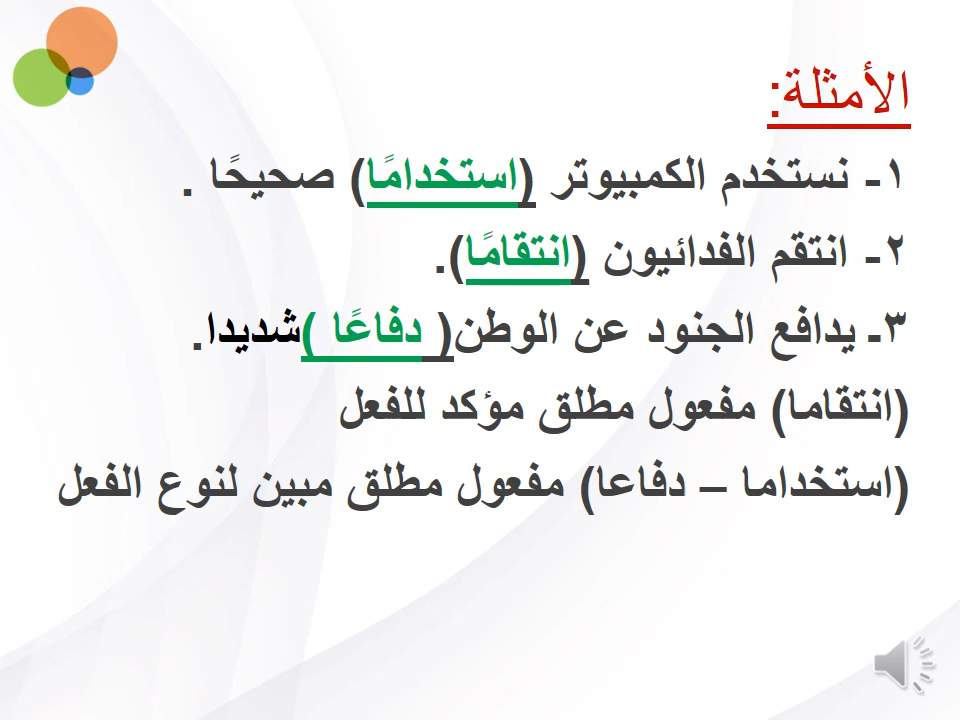 الأمثلة:
١- نستخدم الكمبيوتر (استخدامًا) صحيحًا .
٢- انتقم الفدائيون (انتقامًا).
٣- يدافع الجنود عن الوطن( دفاعًا )شديدا.
(انتقاما) مفعول مطلق مؤكد للفعل
(استخداما – دفاعا) مفعول مطلق مبين لنوع الفعل